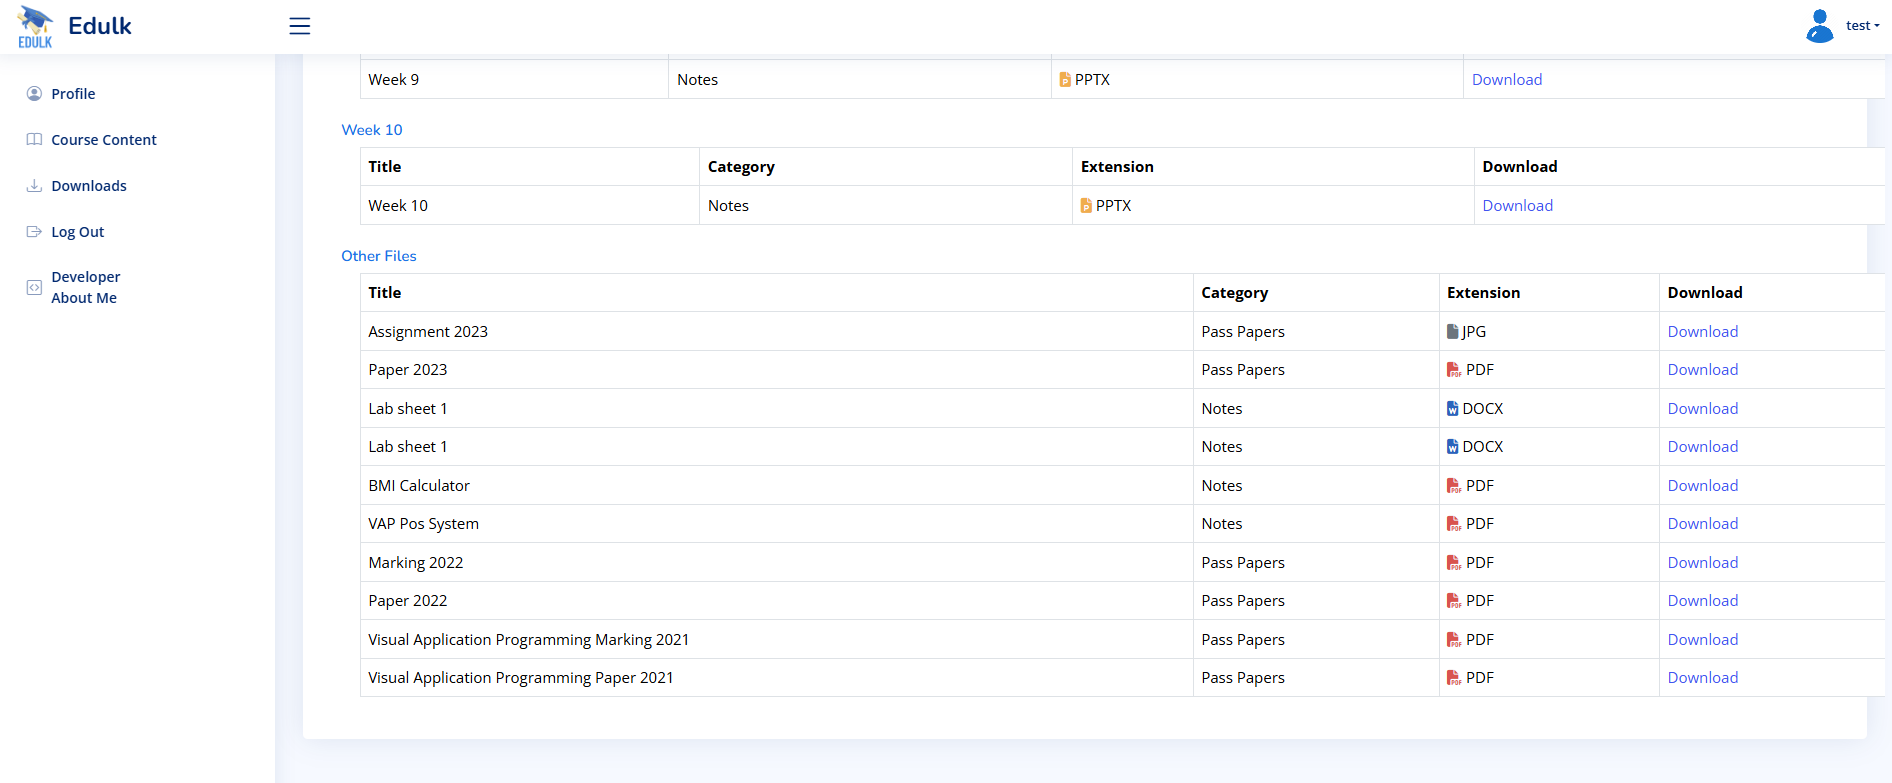 EDULK
Edulk
test
Profile
Course Content
Downloads
Log Out
Developer
About Me
Week 9 Notes PPTX Download
Week 10
Title Category Extension Download
Week 10 Notes PPTX Download
Other Files
Title Category Extension Download
Assignment 2023 Pass Papers JPG Download
Paper 2023 Pass Papers PDF Download
Lab sheet 1 Notes DOCX Download
Lab sheet 1 Notes DOCX Download
BMI Calculator Notes PDF Download
VAP Pos System Notes PDF Download
Marking 2022 Pass Papers PDF Download
Paper 2022 Pass Papers PDF Download
Visual Application Programming Marking 2021 Pass Papers PDF Download
Visual Application Programming Paper 2021 Pass Papers PDF Download